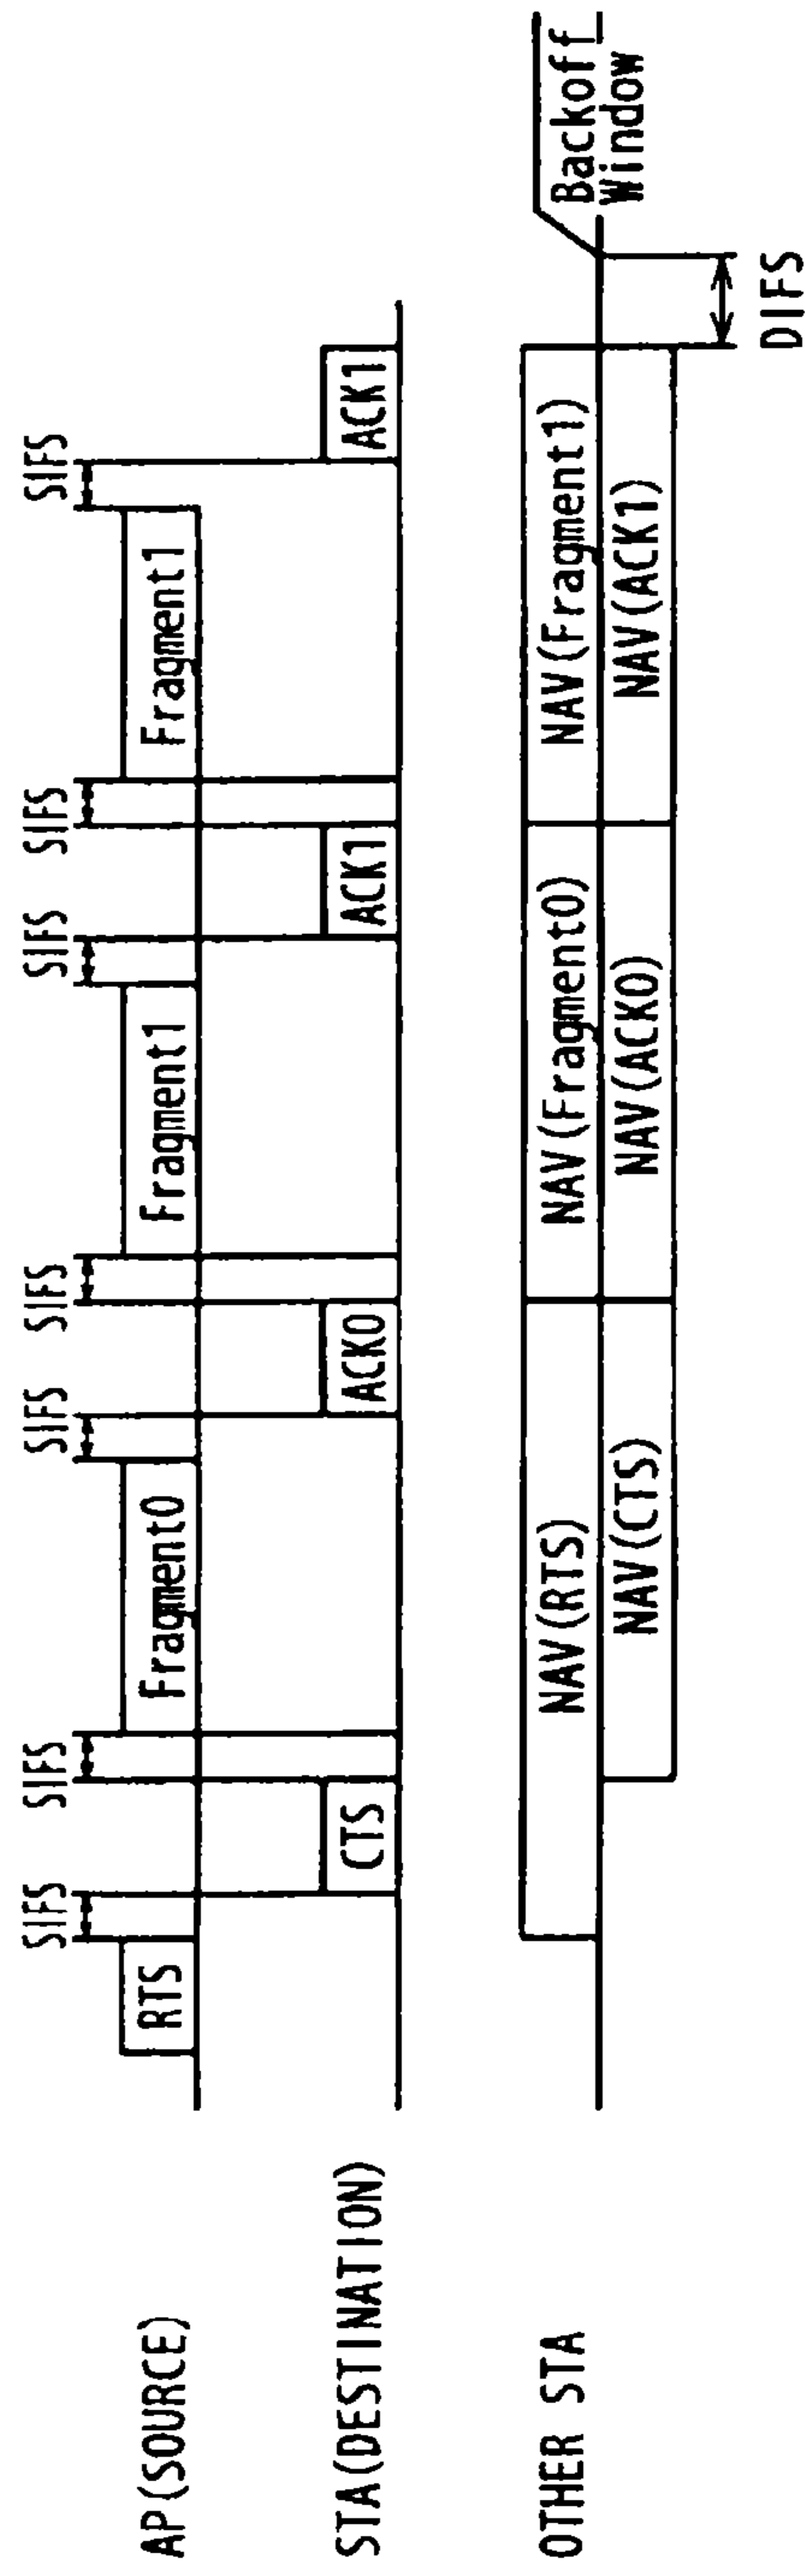 AP(SOURCE)
RTS
SIFS
SIFS
Fragment0
SIFS
SIFS
Fragment1
SIFS
SIFS
Fragment1
SIFS
STA(DESTINATION)
CTS
ACK0
ACK1
ACK1
OTHER STA
NAV(RTS)
NAV(Fragment0)
NAV(Fragment1)
NAV(CTS)
NAV(ACK0)
NAV(ACK1)
Backoff
Window
DIFS